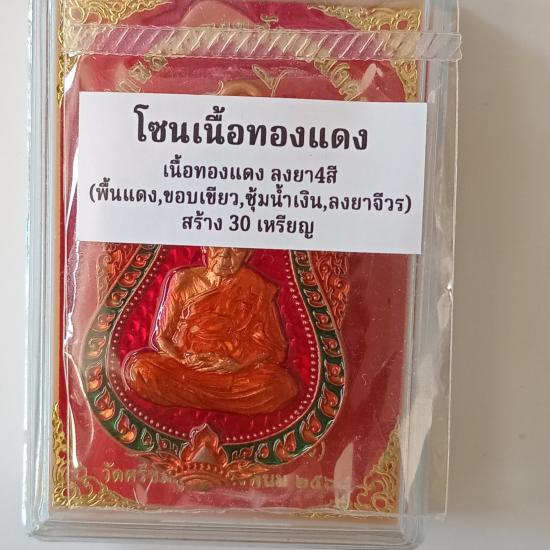 โซนเนื้อทองแดง
เนื้อทองแดง ลงยา4สี
(พื้นแดง,ขอบเขียว,ซุ้มน้ำเงิน,ลงยาจีวร)
สร้าง 30 เหรียญ